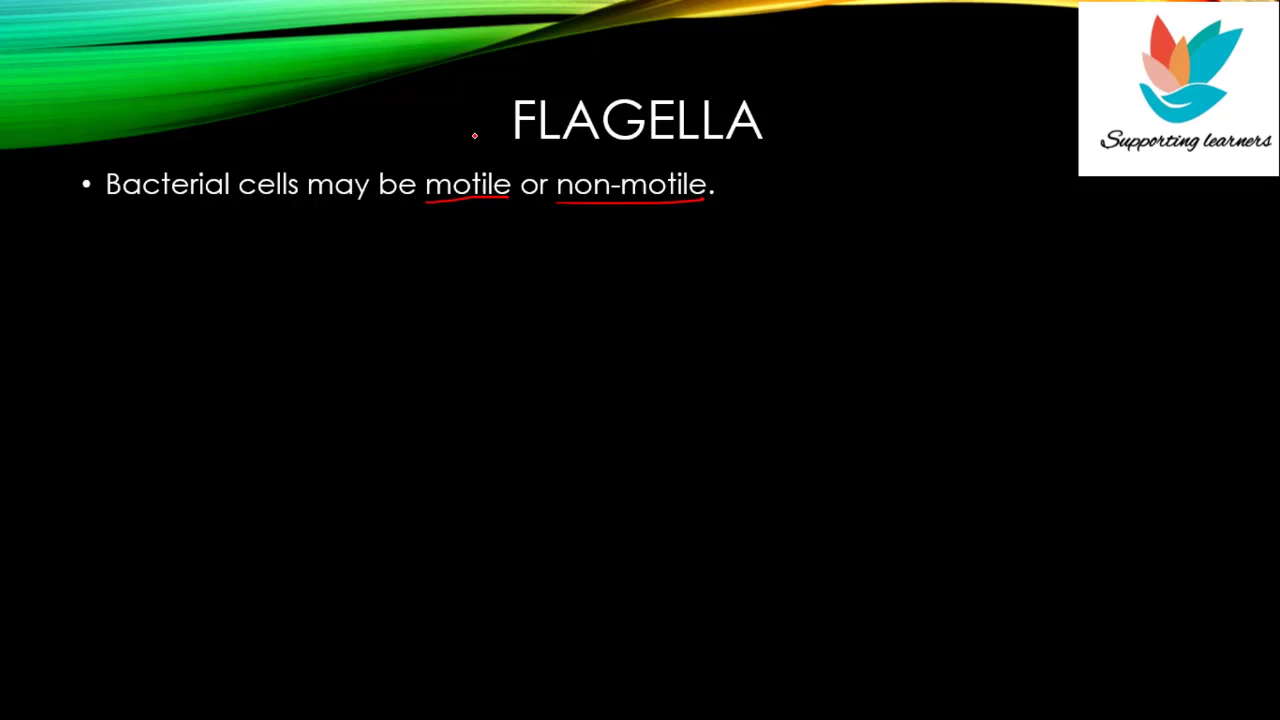 FLAGELLA
• Bacterial cells may be motile or non-motile.
Supporting learners